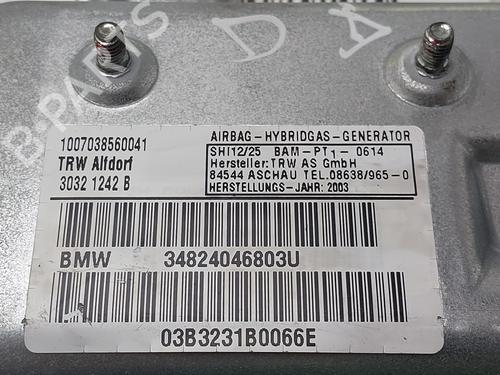 D A
B-PARTS
1007038560041
TRW Alfdorf
3032 1242 B
AIRBAG-HYBRIDGAS-GENERATOR
SHI12/25 BAM-PT1-0614
Hersteller:TRW AS GmbH
84544 ASCHAU TEL.08638/965-0
HERSTELLUNGS-JAHR: 2003
BMW 34824046803U
03B3231B0066E